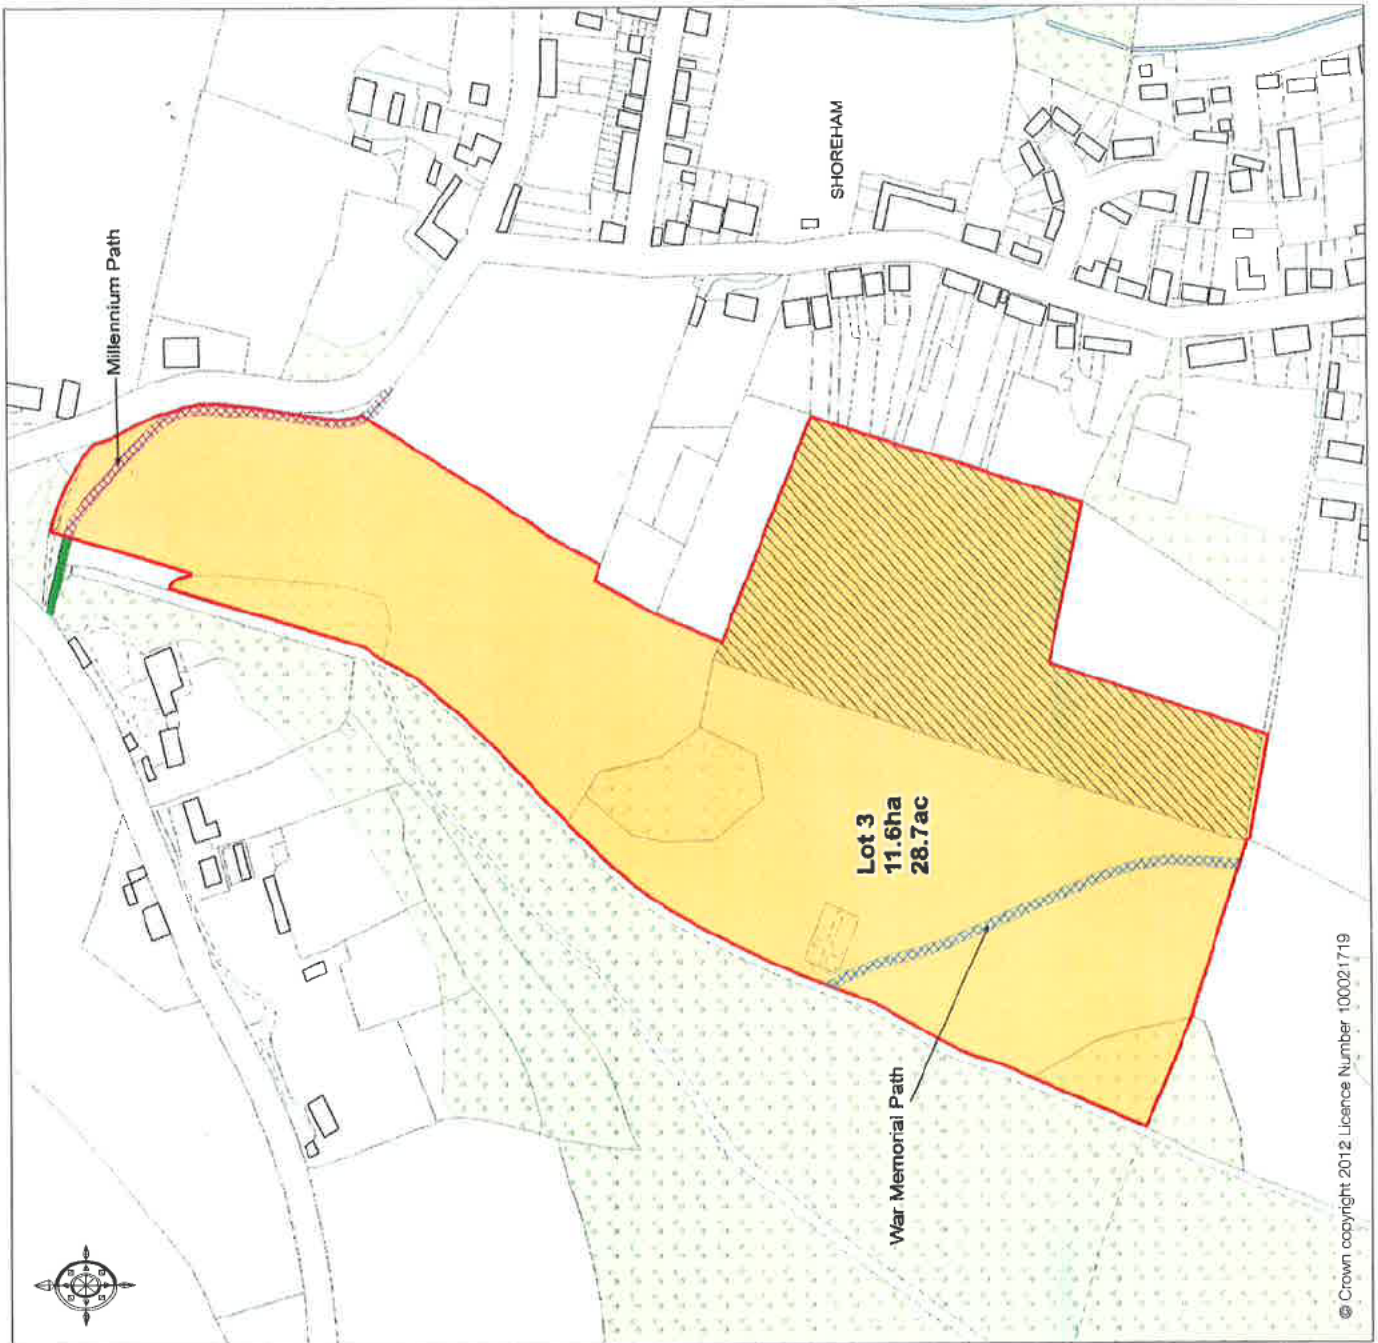 Millennium Path
SHOREHAM
Lot 3
11.6ha
28.7ac
War Memorial Path
© Crown copyright 2012 Licence Number 100021719